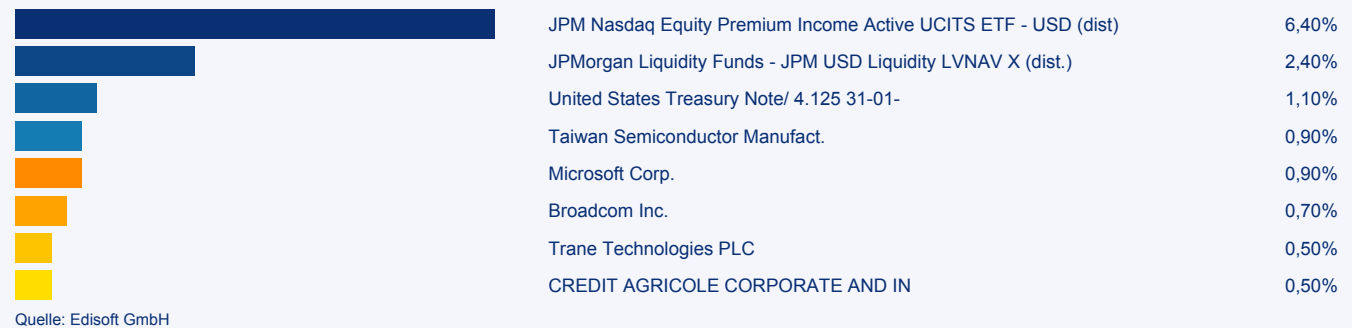 JPM Nasdaq Equity Premium Income Active UCITS ETF - USD (dist) 6,40%
JPMorgan Liquidity Funds - JPM USD Liquidity LVNAV X (dist.) 2,40%
United States Treasury Note/ 4.125 31-01- 1,10%
Taiwan Semiconductor Manufact. 0,90%
Microsoft Corp. 0,90%
Broadcom Inc. 0,70%
Trane Technologies PLC 0,50%
CREDIT AGRICOLE CORPORATE AND IN 0,50%
Quelle: Edisoft GmbH